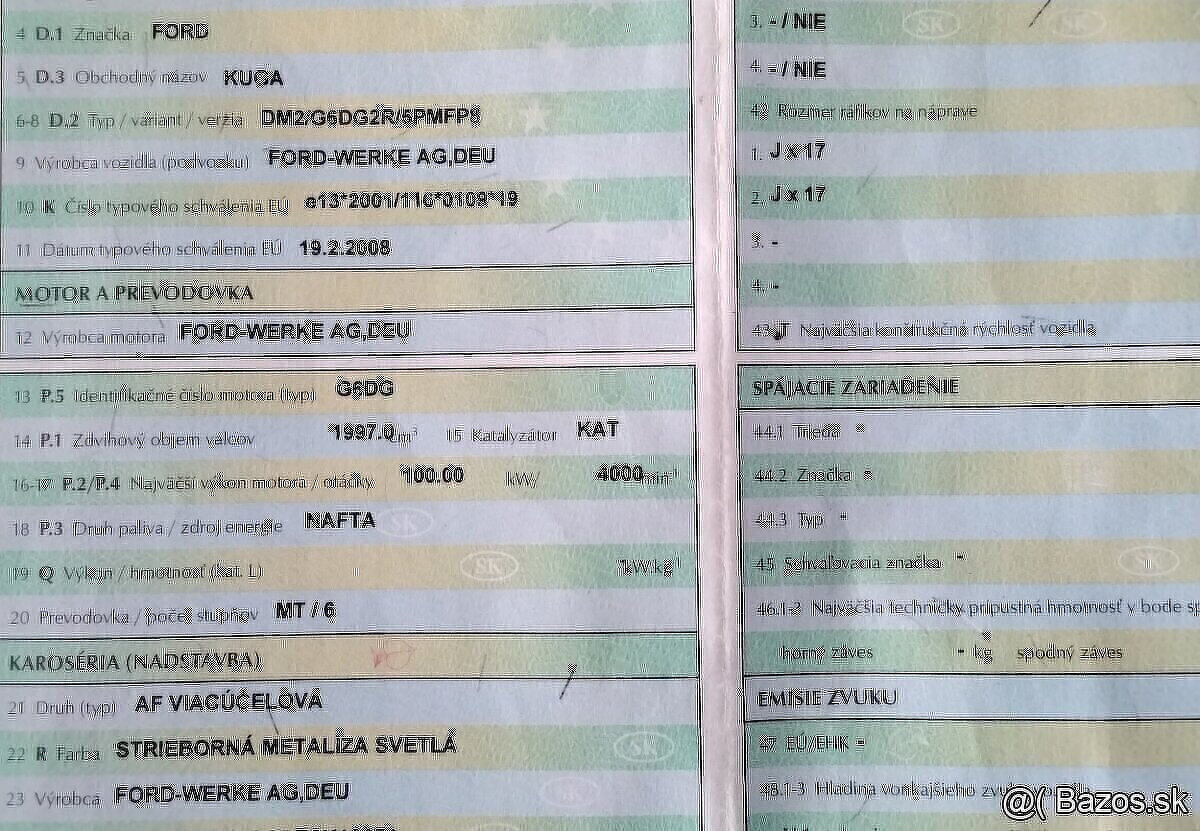 4 D.1 Značka FORD
5 D.3 Obchodný názov KUGA
6-8 D.2 Typ / variant / verzia DM2/G6DG2R/5PMFP6
9 Výrobca vozidla (podvozku) FORD-WERKE AG,DEU
10 K Číslo typového schválenia EÚ e13*2001/116*0109*19
11 Dátum typového schválenia EÚ 19.2.2008
MOTOR A PREVODOVKA
12 Výrobca motora FORD-WERKE AG,DEU
13 P.5 Identifikačné číslo motora (typ) G6DG
14 P.1 Zdvihový objem valcov 1997.0 cm³ 15 Katalyzátor KAT
16-17 P.2/P.4 Najväčší výkon motora / otáčky 100.00 kW/ 4000 min-1
18 P.3 Druh paliva / zdroj energie NAFTA
19 Q Výkon / hmotnosť (kat. L) kW.kg-1
20 Prevodovka / počet stupňov MT / 6
KAROSÉRIA (NADSTAVBA)
21 Druh (typ) AF VIACÚČELOVÁ
22 R Farba STRIEBORNÁ METALÍZA SVETLÁ
23 Výrobca FORD-WERKE AG,DEU
3. - / NIE
4. - / NIE
42 Rozmer ráfikov na náprave
1. J x 17
2. J x 17
3. -
4. -
43 T Najväčšia konštrukčná rýchlosť vozidla
SPÁJACIE ZARIADENIE
44.1 Trieda -
44.2 Značka -
44.3 Typ -
45 Schvaľovacia značka -
46.1-2 Najväčšia technicky prípustná hmotnosť v bode
horný záves - kg spodný záves
EMISIE ZVUKU
47 EÚ/EHK -
48.1-3 Hladina vonkajšieho
@( Bazos.sk